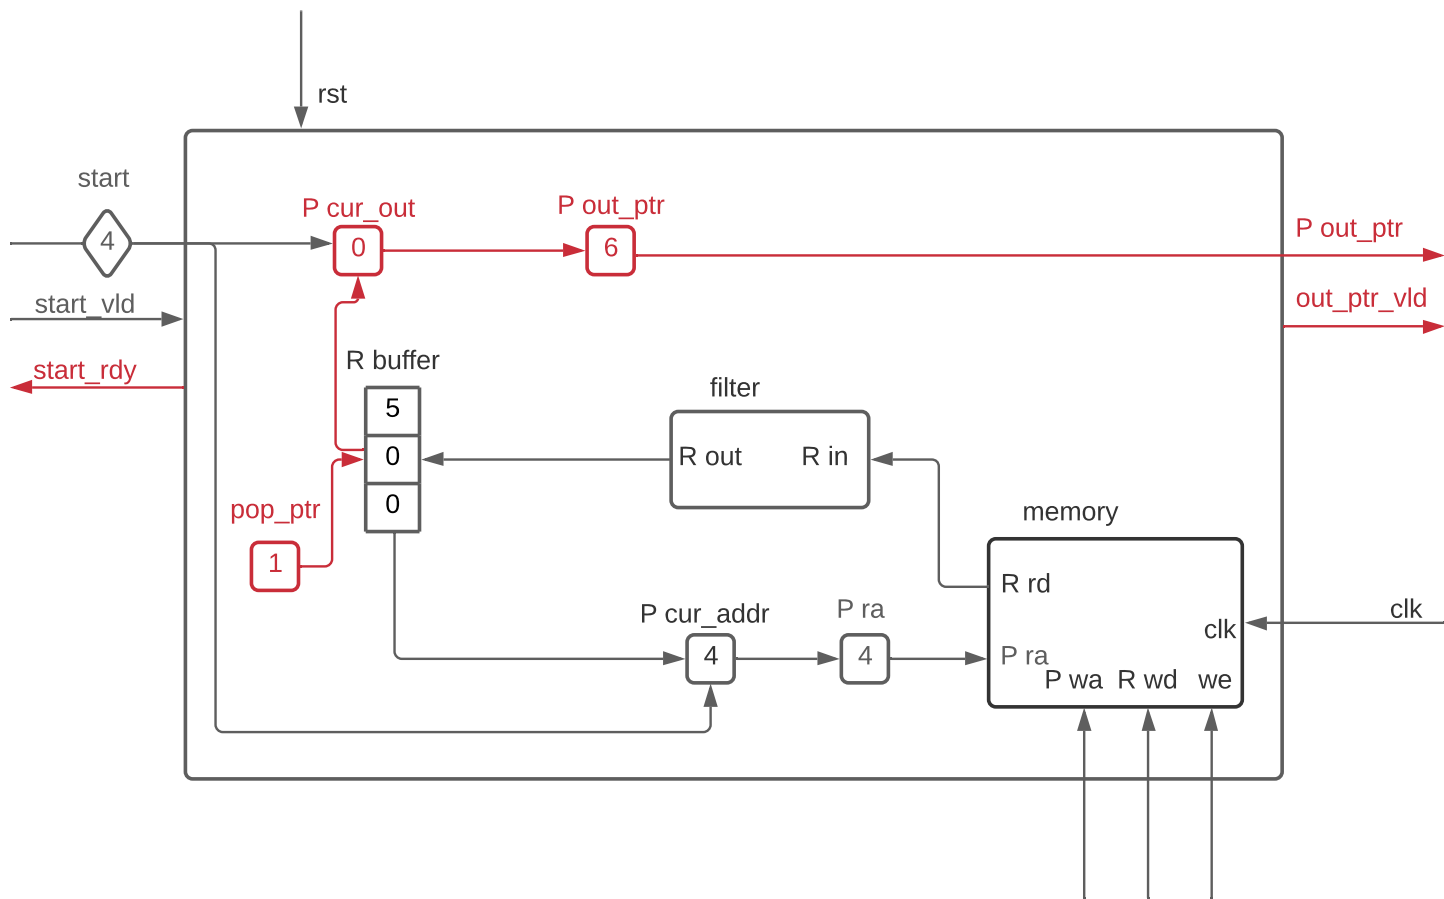 rst
start
4
start_vld
start_rdy
P cur_out
0
P out_ptr
6
P out_ptr
out_ptr_vld
R buffer
5
0
0
pop_ptr
1
filter
R out
R in
memory
R rd
clk
P ra
P wa
R wd
we
clk
P cur_addr
4
P ra
4